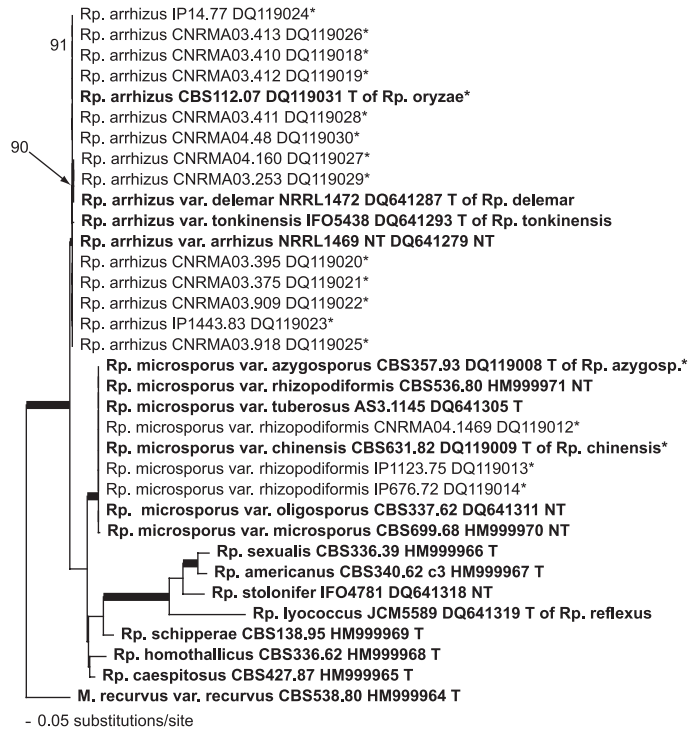 Rp. arrhizus IP14.77 DQ119024*
91
Rp. arrhizus CNRMA03.413 DQ119026*
Rp. arrhizus CNRMA03.410 DQ119018*
Rp. arrhizus CNRMA03.412 DQ119019*
Rp. arrhizus CBS112.07 DQ119031 T of Rp. oryzae*
Rp. arrhizus CNRMA03.411 DQ119028*
Rp. arrhizus CNRMA04.48 DQ119030*
90
Rp. arrhizus CNRMA04.160 DQ119027*
Rp. arrhizus CNRMA03.253 DQ119029*
Rp. arrhizus var. delemar NRRL1472 DQ641287 T of Rp. delemar
Rp. arrhizus var. tonkinensis IFO5438 DQ641293 T of Rp. tonkinensis
Rp. arrhizus var. arrhizus NRRL1469 NT DQ641279 NT
Rp. arrhizus CNRMA03.395 DQ119020*
Rp. arrhizus CNRMA03.375 DQ119021*
Rp. arrhizus CNRMA03.909 DQ119022*
Rp. arrhizus IP1443.83 DQ119023*
Rp. arrhizus CNRMA03.918 DQ119025*
Rp. microsporus var. azygosporus CBS357.93 DQ119008 T of Rp. azygosp.*
Rp. microsporus var. rhizopodiformis CBS536.80 HM999971 NT
Rp. microsporus var. tuberosus AS3.1145 DQ641305 T
Rp. microsporus var. rhizopodiformis CNRMA04.1469 DQ119012*
Rp. microsporus var. chinensis CBS631.82 DQ119009 T of Rp. chinensis*
Rp. microsporus var. rhizopodiformis IP1123.75 DQ119013*
Rp. microsporus var. rhizopodiformis IP676.72 DQ119014*
Rp. microsporus var. oligosporus CBS337.62 DQ641311 NT
Rp. microsporus var. microsporus CBS699.68 HM999970 NT
Rp. sexualis CBS336.39 HM999966 T
Rp. americanus CBS340.62 c3 HM999967 T
Rp. stolonifer IFO4781 DQ641318 NT
Rp. lyococcus JCM5589 DQ641319 T of Rp. reflexus
Rp. schipperae CBS138.95 HM999969 T
Rp. homothallicus CBS336.62 HM999968 T
Rp. caespitosus CBS427.87 HM999965 T
M. recurvus var. recurvus CBS538.80 HM999964 T
- 0.05 substitutions/site